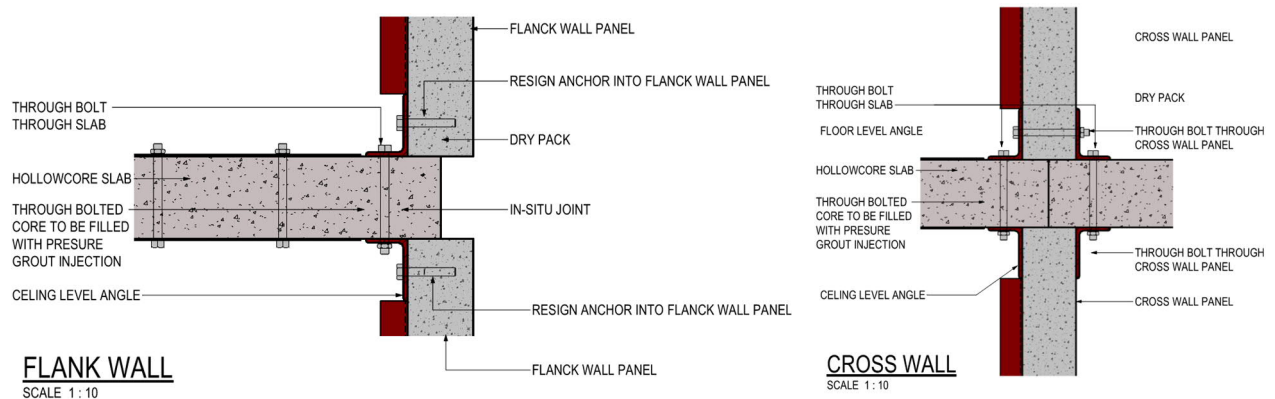 FLANCK WALL PANEL
RESIGN ANCHOR INTO FLANCK WALL PANEL
THROUGH BOLT
THROUGH SLAB
DRY PACK
HOLLOWCORE SLAB
THROUGH BOLTED
CORE TO BE FILLED
WITH PRESURE
GROUT INJECTION
IN-SITU JOINT
CELING LEVEL ANGLE
RESIGN ANCHOR INTO FLANCK WALL PANEL
FLANCK WALL PANEL
FLANK WALL
SCALE 1 : 10
CROSS WALL PANEL
THROUGH BOLT
THROUGH SLAB
DRY PACK
FLOOR LEVEL ANGLE
THROUGH BOLT THROUGH
CROSS WALL PANEL
HOLLOWCORE SLAB
THROUGH BOLTED
CORE TO BE FILLED
WITH PRESURE
GROUT INJECTION
THROUGH BOLT THROUGH
CROSS WALL PANEL
CELING LEVEL ANGLE
CROSS WALL PANEL
CROSS WALL
SCALE 1 : 10